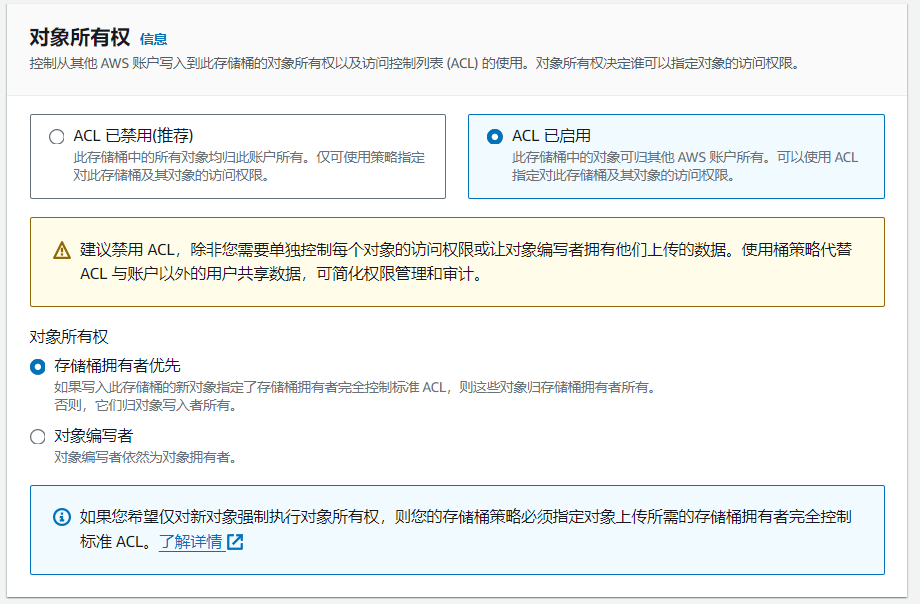 对象所有权 信息
控制从其他 AWS 账户写入到此存储桶的对象所有权以及访问控制列表 (ACL) 的使用。对象所有权决定谁可以指定对象的访问权限。
ACL 已禁用(推荐)
此存储桶中的所有对象均归此账户所有。仅可使用策略指定
对此存储桶及其对象的访问权限。
ACL 已启用
此存储桶中的对象可归其他 AWS 账户所有。可以使用 ACL
指定对此存储桶及其对象的访问权限。
建议禁用 ACL，除非您需要单独控制每个对象的访问权限或让对象编写者拥有他们上传的数据。使用桶策略代替
ACL 与账户以外的用户共享数据，可简化权限管理和审计。
对象所有权
存储桶拥有者优先
如果写入此存储桶的新对象指定了存储桶拥有者完全控制标准 ACL，则这些对象归存储桶拥有者所有。
否则，它们归对象写入者所有。
对象编写者
对象编写者依然为对象拥有者。
如果您希望仅对新对象强制执行对象所有权，则您的存储桶策略必须指定对象上传所需的存储桶拥有者完全控制
标准 ACL。了解详情